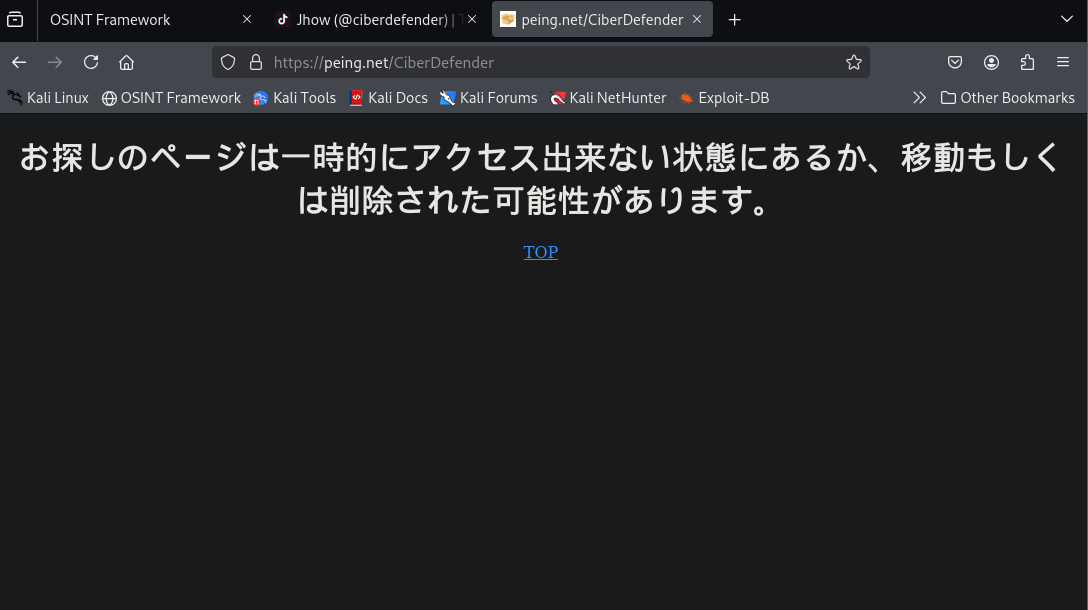 OSINT Framework
Jhow (@ciberdefender) |
peing.net/CiberDefender
https://peing.net/CiberDefender
Kali Linux OSINT Framework Kali Tools Kali Docs Kali Forums Kali NetHunter Exploit-DB Other Bookmarks
お探しのページは一時的にアクセス出来ない状態にあるか、移動もしく
は削除された可能性があります。
TOP